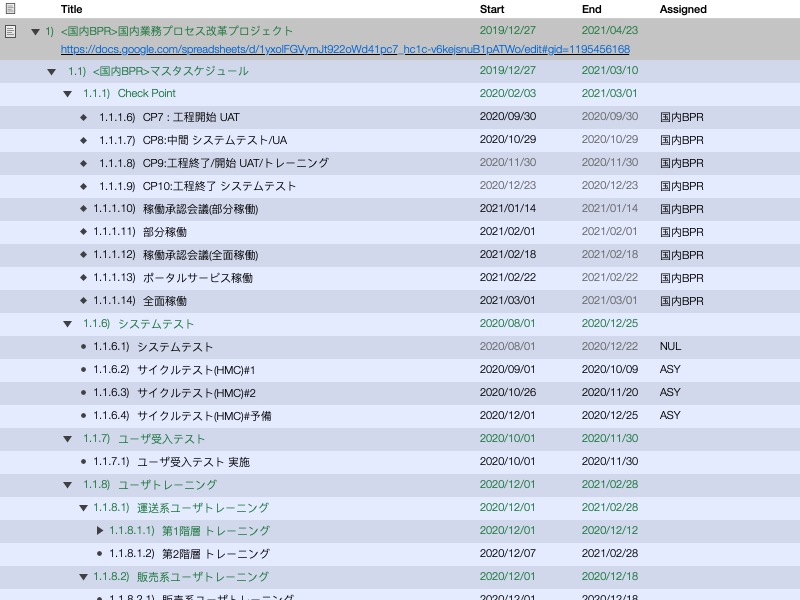 Title Start End Assigned
1) <国内BPR>国内業務プロセス改革プロジェクト 2019/12/27 2021/04/23
https://docs.google.com/spreadsheets/d/1yxolFGVymJt922oWd41pc7_hc1c-v6kejsnuB1pATWo/edit#gid=1195456168
1.1) <国内BPR>マスタスケジュール 2019/12/27 2021/03/10
1.1.1) Check Point 2020/02/03 2021/03/01
1.1.1.6) CP7 : 工程開始 UAT 2020/09/30 2020/09/30 国内BPR
1.1.1.7) CP8:中間 システムテスト/UA 2020/10/29 2020/10/29 国内BPR
1.1.1.8) CP9:工程終了/開始 UAT/トレーニング 2020/11/30 2020/11/30 国内BPR
1.1.1.9) CP10:工程終了 システムテスト 2020/12/23 2020/12/23 国内BPR
1.1.1.10) 稼働承認会議(部分稼働) 2021/01/14 2021/01/14 国内BPR
1.1.1.11) 部分稼働 2021/02/01 2021/02/01 国内BPR
1.1.1.12) 稼働承認会議(全面稼働) 2021/02/18 2021/02/18 国内BPR
1.1.1.13) ポータルサービス稼働 2021/02/22 2021/02/22 国内BPR
1.1.1.14) 全面稼働 2021/03/01 2021/03/01 国内BPR
1.1.6) システムテスト 2020/08/01 2020/12/25
1.1.6.1) システムテスト 2020/08/01 2020/12/22 NUL
1.1.6.2) サイクルテスト(HMC)#1 2020/09/01 2020/10/09 ASY
1.1.6.3) サイクルテスト(HMC)#2 2020/10/26 2020/11/20 ASY
1.1.6.4) サイクルテスト(HMC)#予備 2020/12/01 2020/12/25 ASY
1.1.7) ユーザ受入テスト 2020/10/01 2020/11/30
1.1.7.1) ユーザ受入テスト 実施 2020/10/01 2020/11/30
1.1.8) ユーザトレーニング 2020/12/01 2021/02/28
1.1.8.1) 運送系ユーザトレーニング 2020/12/01 2021/02/28
1.1.8.1.1) 第1階層 トレーニング 2020/12/01 2020/12/12
1.1.8.1.2) 第2階層 トレーニング 2020/12/07 2021/02/28
1.1.8.2) 販売系ユーザトレーニング 2020/12/01 2020/12/18
1.1.8.2.1) 販売系ユーザトレーニング 2020/12/01 2020/12/18